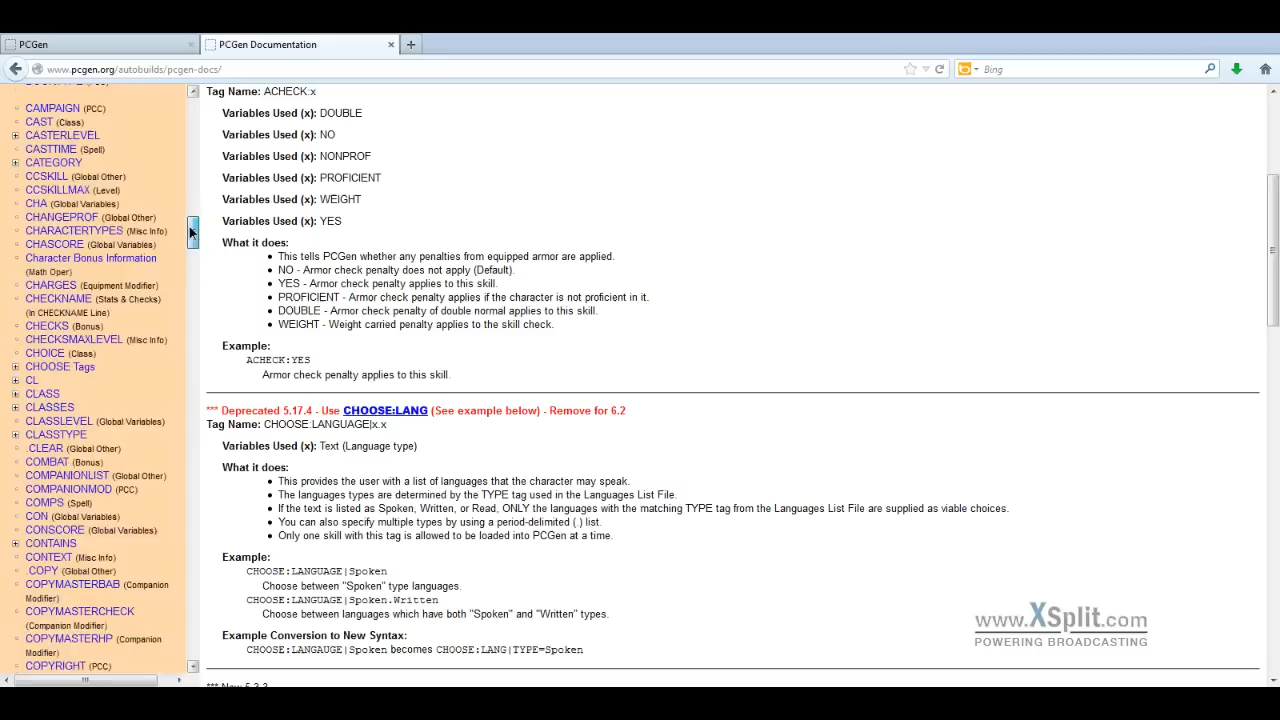 PCGen
PCGen Documentation
www.pcgen.org/autobuilds/pcgen-docs/
Bing
CAMPAIGN (PCC)
CAST (Class)
CASTERLEVEL
CASTTIME (Spell)
CATEGORY
CCSKILL (Global Other)
CCSKILLMAX (Level)
CHA (Global Variables)
CHANGEPROF (Global Other)
CHARACTERTYPES (Misc Info)
CHASCORE (Global Variables)
Character Bonus Information
(Math Oper)
CHARGES (Equipment Modifier)
CHECKNAME (Stats & Checks)
(In CHECKNAME Line)
CHECKS (Bonus)
CHECKSMAXLEVEL (Misc Info)
CHOICE (Class)
CHOOSE Tags
CL
CLASS
CLASSES
CLASSLEVEL (Global Variables)
CLASSTYPE
.CLEAR (Global Other)
COMBAT (Bonus)
COMPANIONLIST (Global Other)
COMPANIONMOD (PCC)
COMPS (Spell)
CON (Global Variables)
CONSCORE (Global Variables)
CONTAINS
CONTEXT (Misc Info)
.COPY (Global Other)
COPYMASTERBAB (Companion
Modifier)
COPYMASTERCHECK
(Companion Modifier)
COPYMASTERHP (Companion
Modifier)
COPYRIGHT (PCC)
Tag Name: ACHECK:x
Variables Used (x): DOUBLE
Variables Used (x): NO
Variables Used (x): NONPROF
Variables Used (x): PROFICIENT
Variables Used (x): WEIGHT
Variables Used (x): YES
What it does:
This tells PCGen whether any penalties from equipped armor are applied.
NO - Armor check penalty does not apply (Default).
YES - Armor check penalty applies to this skill.
PROFICIENT - Armor check penalty applies if the character is not proficient in it.
DOUBLE - Armor check penalty of double normal applies to this skill.
WEIGHT - Weight carried penalty applies to the skill check.
Example:
ACHECK:YES
Armor check penalty applies to this skill.
*** Deprecated 5.17.4 - Use CHOOSE:LANG (See example below) - Remove for 6.2
Tag Name: CHOOSE:LANGUAGE|x.x
Variables Used (x): Text (Language type)
What it does:
This provides the user with a list of languages that the character may speak.
The languages types are determined by the TYPE tag used in the Languages List File.
If the text is listed as Spoken, Written, or Read, ONLY the languages with the matching TYPE tag from the Languages List File are supplied as viable choices.
You can also specify multiple types by using a period-delimited (.) list.
Only one skill with this tag is allowed to be loaded into PCGen at a time.
Example:
CHOOSE:LANGUAGE|Spoken
Choose between "Spoken" type languages.
CHOOSE:LANGUAGE|Spoken.Written
Choose between languages which have both "Spoken" and "Written" types.
Example Conversion to New Syntax:
CHOOSE:LANGAUGE|Spoken becomes CHOOSE:LANG|TYPE=Spoken
www.XSplit.com
POWERING BROADCASTING